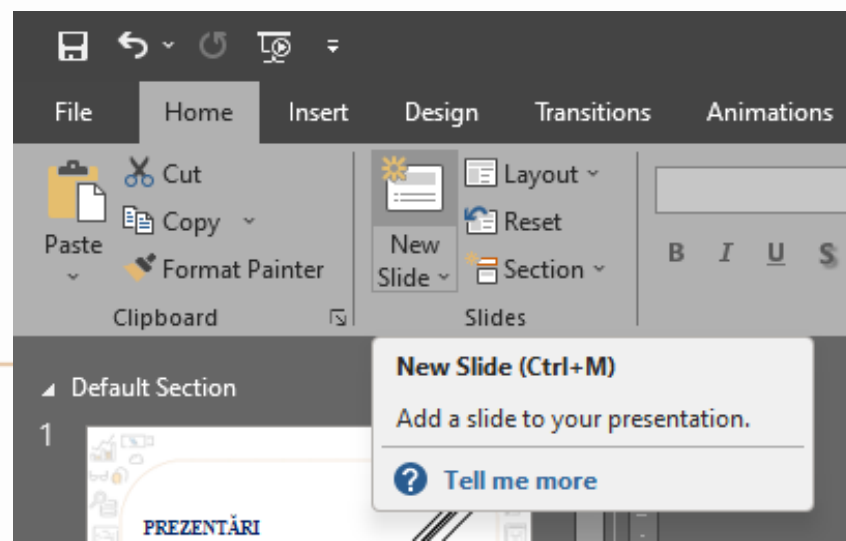 File Home Insert Design Transitions Animations
Cut
Copy
Format Painter
Paste
Clipboard
New
Slide
Layout
Reset
Section
Slides
B I U S
New Slide (Ctrl+M)
Add a slide to your presentation.
? Tell me more
Default Section
1
PREZENTĂRI